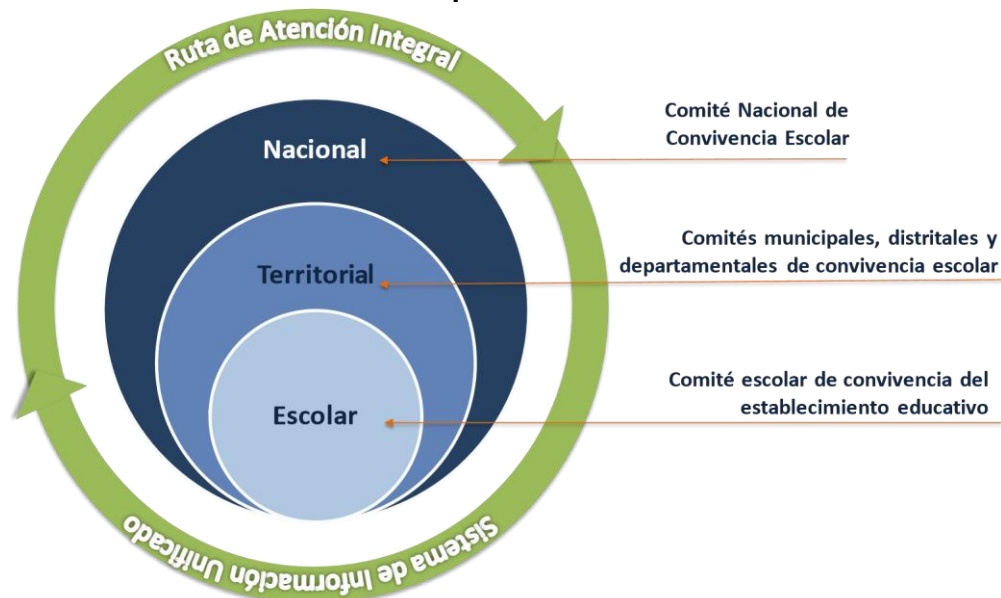 Ruta de Atención Integral
Nacional
Comité Nacional de
Convivencia Escolar
Territorial
Comités municipales, distritales y
departamentales de convivencia escolar
Escolar
Comité escolar de convivencia del
establecimiento educativo
Sistema de Información Unificado